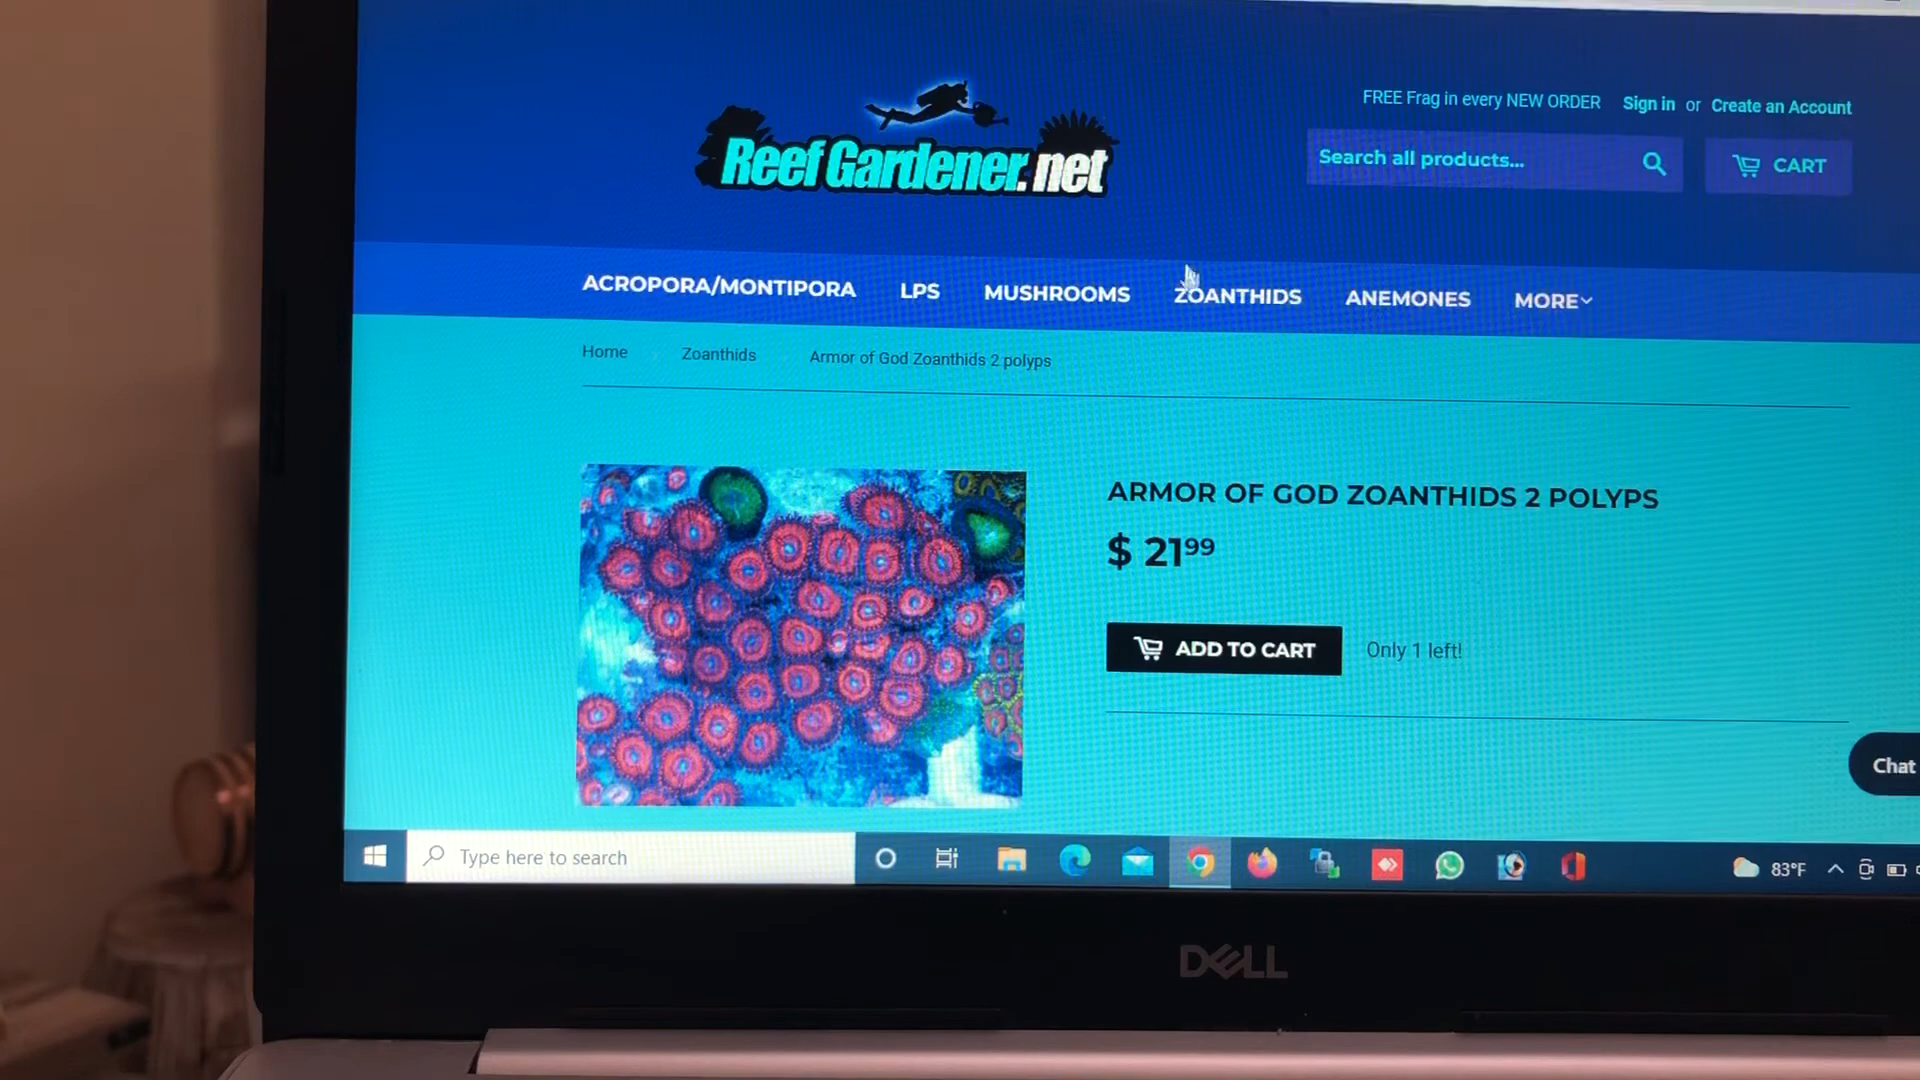 FREE Frag in every NEW ORDER Sign in or Create an Account
ReefGardener.net
Search all products...
CART
ACROPORA/MONTIPORA LPS MUSHROOMS ZOANTHIDS ANEMONES MORE
Home Zoanthids Armor of God Zoanthids 2 polyps
ARMOR OF GOD ZOANTHIDS 2 POLYPS
$ 21⁹⁹
ADD TO CART Only 1 left!
Chat
Type here to search
83°F
DELL